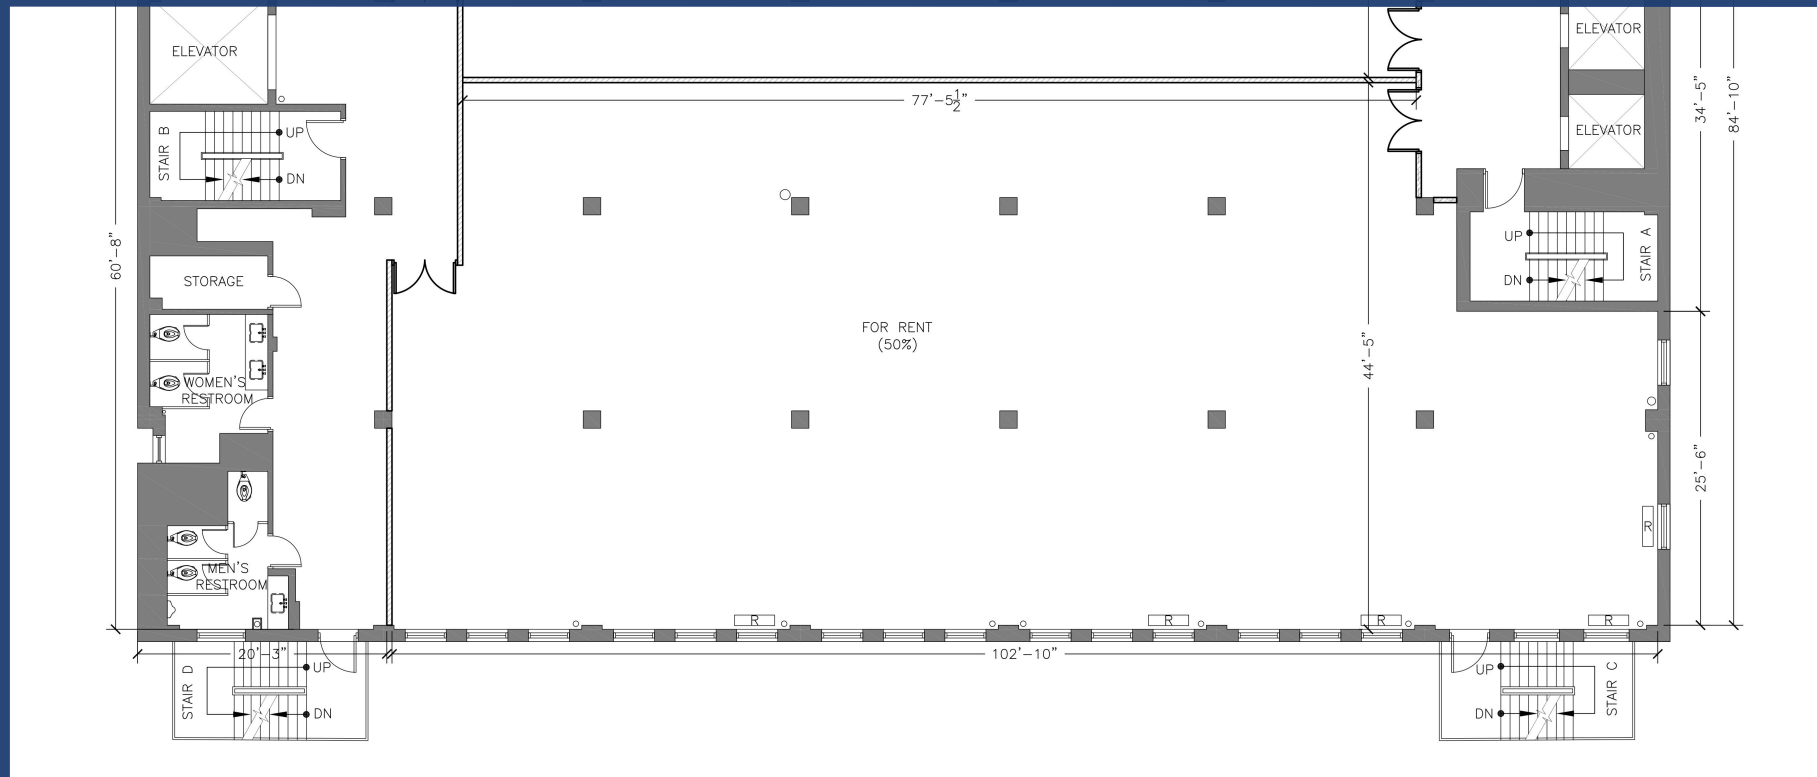 ELEVATOR
ELEVATOR
77'-5½"
34'-5"
84'-10"
ELEVATOR
STAIR B
UP
DN
60'-8"
UP
DN
STAIR A
STORAGE
FOR RENT
(50%)
44'-5"
WOMEN'S
RESTROOM
25'-6"
R
MEN'S
RESTROOM
R
R
R
R
20'-3"
102'-10"
STAIR D
UP
DN
UP
DN
STAIR C